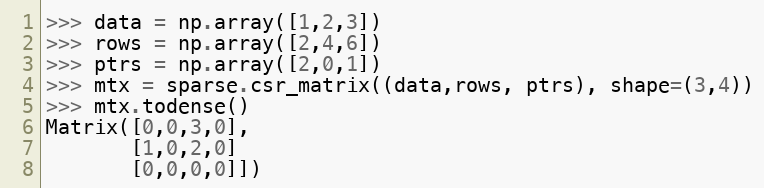 1 >>> data = np.array([1,2,3])
2 >>> rows = np.array([2,4,6])
3 >>> ptrs = np.array([2,0,1])
4 >>> mtx = sparse.csr_matrix((data,rows, ptrs), shape=(3,4))
5 >>> mtx.todense()
6 Matrix([0,0,3,0],
7        [1,0,2,0]
8        [0,0,0,0]])